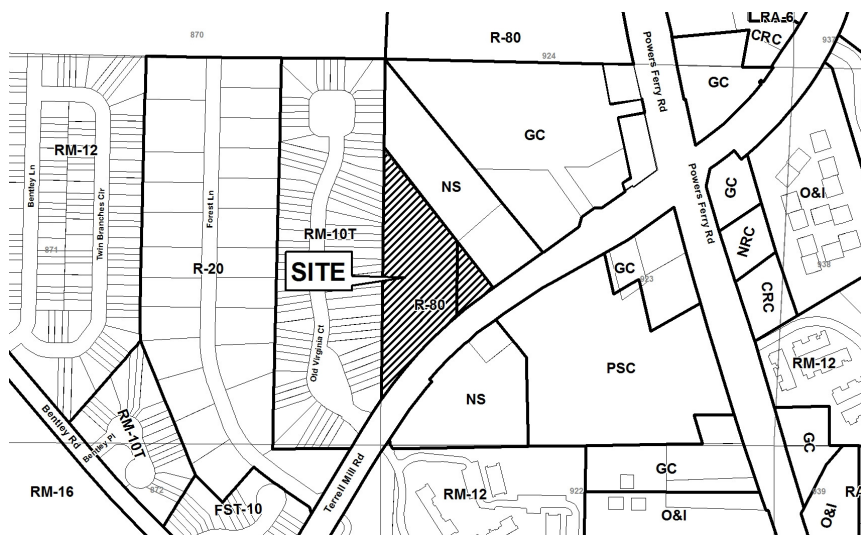 870
R-80
924
LRA-6
CRC
937
GC
Powers Ferry Rd
GC
RM-12
Bentley Ln
Twin Branches Cir
871
Forest Ln
R-20
RM-10T
Old Virginia Ct
SITE
NS
R-80
GC
Powers Ferry Rd
GC
NRC
CRC
O&I
938
923
PSC
RM-12
NS
Terrell Mill Rd
RM-10T
Bentley Rd
Bentley Pl
872
RM-16
FST-10
RM-12
922
GC
O&I
GC
939
O&I
RA